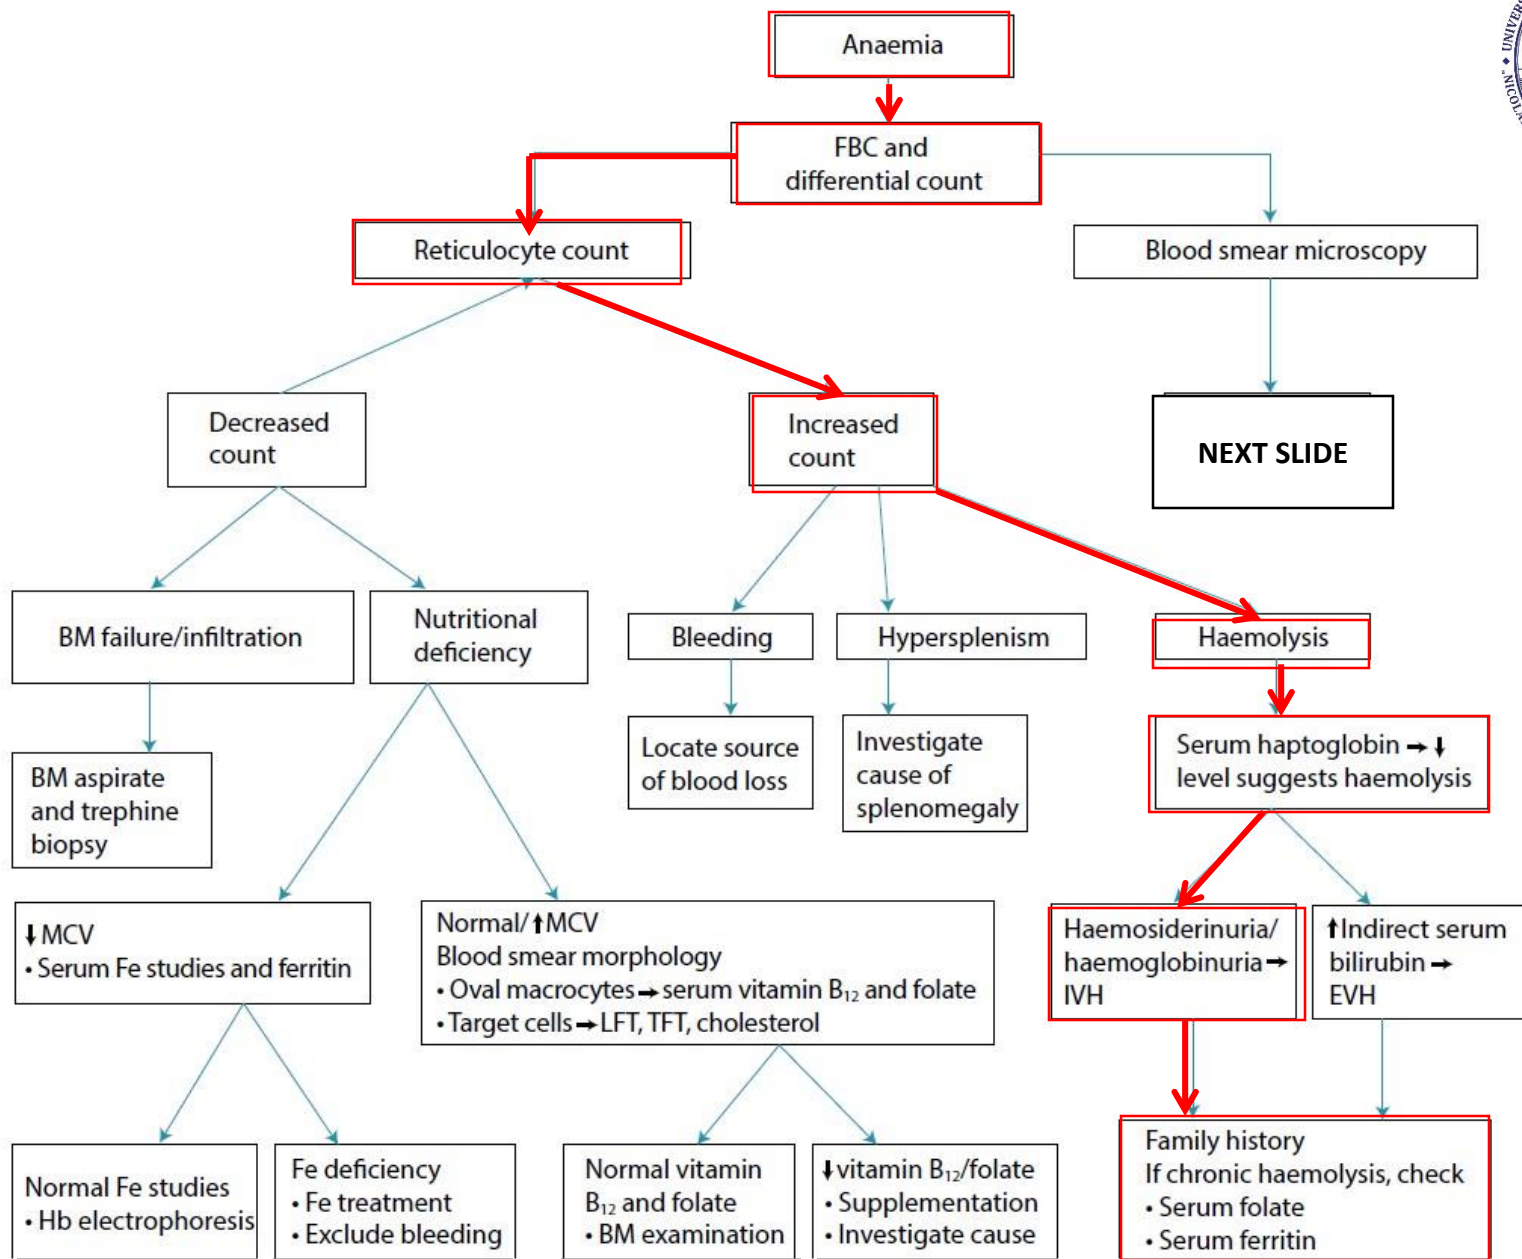 Anaemia
UNIVERS
"NICOLA
FBC and
differential count
Reticulocyte count
Blood smear microscopy
Decreased
count
Increased
count
NEXT SLIDE
BM failure/infiltration
Nutritional
deficiency
Bleeding
Hypersplenism
Haemolysis
BM aspirate
and trephine
biopsy
Locate source
of blood loss
Investigate
cause of
splenomegaly
Serum haptoglobin → ↓
level suggests haemolysis
↓ MCV
• Serum Fe studies and ferritin
Normal/ ↑ MCV
Blood smear morphology
• Oval macrocytes → serum vitamin B₁₂ and folate
• Target cells → LFT, TFT, cholesterol
Haemosiderinuria/
haemoglobinuria →
IVH
↑ Indirect serum
bilirubin →
EVH
Normal Fe studies
• Hb electrophoresis
Fe deficiency
• Fe treatment
• Exclude bleeding
Normal vitamin
B₁₂ and folate
• BM examination
↓ vitamin B₁₂/folate
• Supplementation
• Investigate cause
Family history
If chronic haemolysis, check
• Serum folate
• Serum ferritin